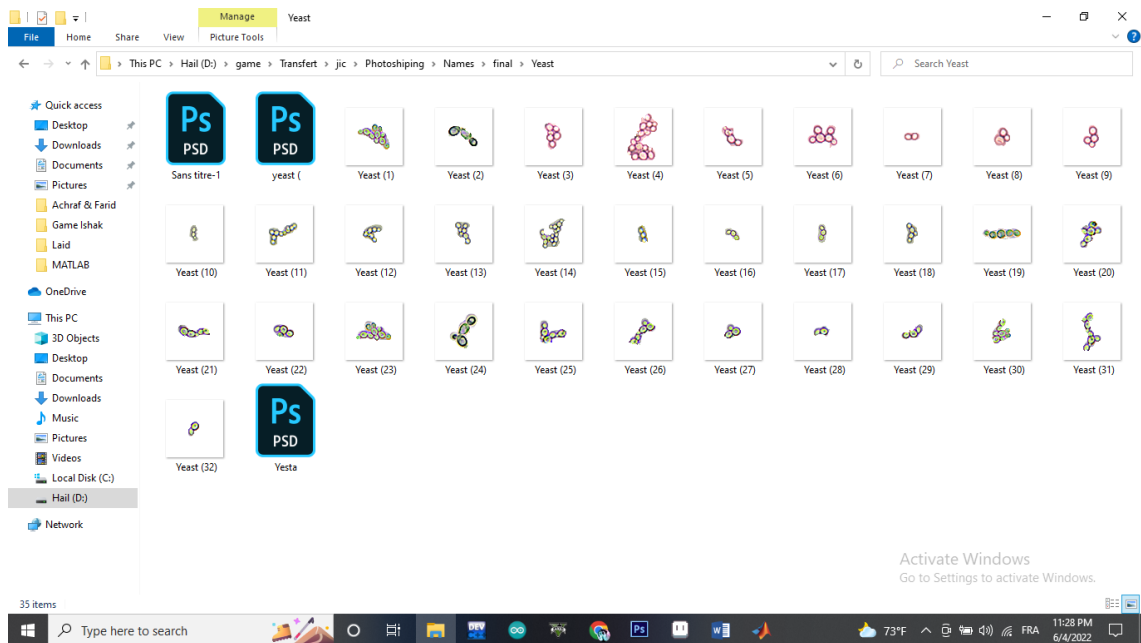 Manage Yeast
File Home Share View Picture Tools
This PC Hail (D:) game Transfert jic Photoshiping Names final Yeast
Search Yeast
Quick access
Desktop
Downloads
Documents
Pictures
Achraf & Farid
Game Ishak
Laid
MATLAB
OneDrive
This PC
3D Objects
Desktop
Documents
Downloads
Music
Pictures
Videos
Local Disk (C:)
Hail (D:)
Network
Ps Ps
PSD PSD
Sans titre-1 yeast ( Yeast (1) Yeast (2) Yeast (3) Yeast (4) Yeast (5) Yeast (6) Yeast (7) Yeast (8) Yeast (9)
Yeast (10) Yeast (11) Yeast (12) Yeast (13) Yeast (14) Yeast (15) Yeast (16) Yeast (17) Yeast (18) Yeast (19) Yeast (20)
Yeast (21) Yeast (22) Yeast (23) Yeast (24) Yeast (25) Yeast (26) Yeast (27) Yeast (28) Yeast (29) Yeast (30) Yeast (31)
Ps
PSD
Yeast (32) Yesta
Activate Windows
Go to Settings to activate Windows.
35 items
Type here to search DEV Ps W 73°F FRA 11:28 PM
6/4/2022